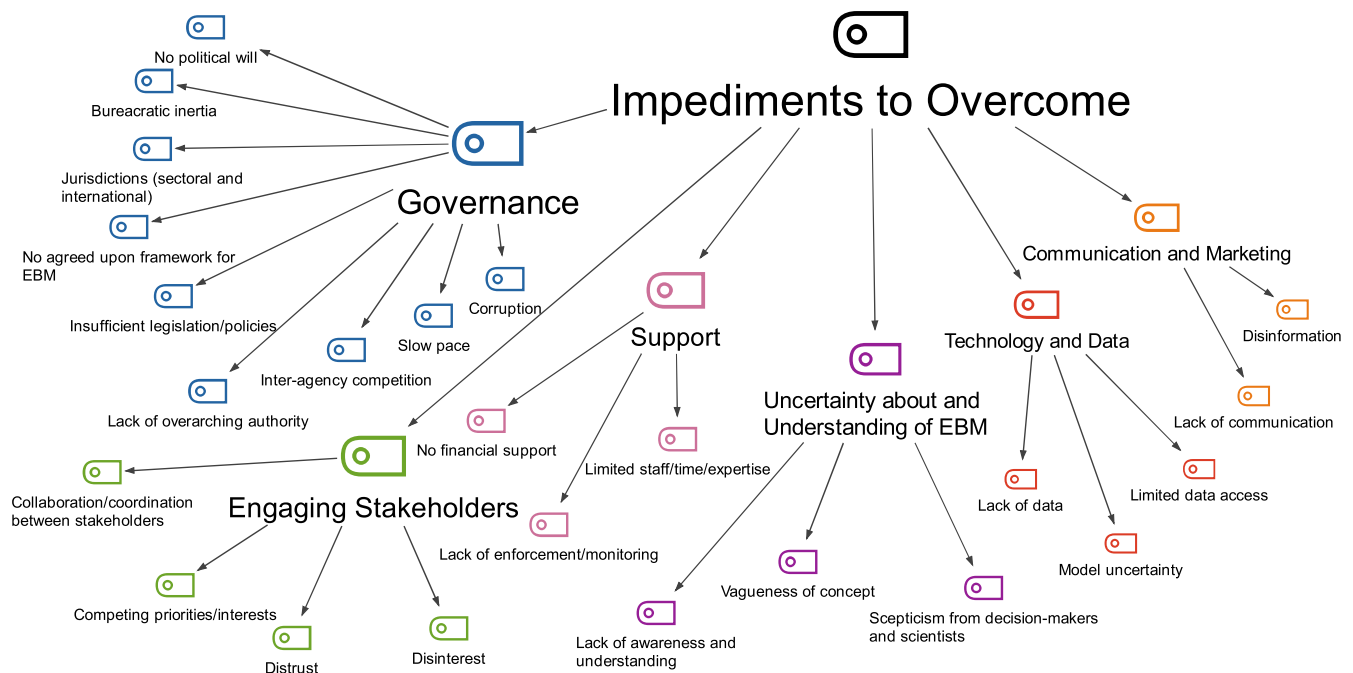 Impediments to Overcome
No political will
Bureacratic inertia
Jurisdictions (sectoral and
international)
No agreed upon framework for
EBM
Insufficient legislation/policies
Lack of overarching authority
Governance
Corruption
Slow pace
Inter-agency competition
Support
No financial support
Limited staff/time/expertise
Lack of enforcement/monitoring
Communication and Marketing
Disinformation
Lack of communication
Technology and Data
Lack of data
Limited data access
Model uncertainty
Uncertainty about and
Understanding of EBM
Vagueness of concept
Scepticism from decision-makers
and scientists
Lack of awareness and
understanding
Engaging Stakeholders
Collaboration/coordination
between stakeholders
Competing priorities/interests
Distrust
Disinterest